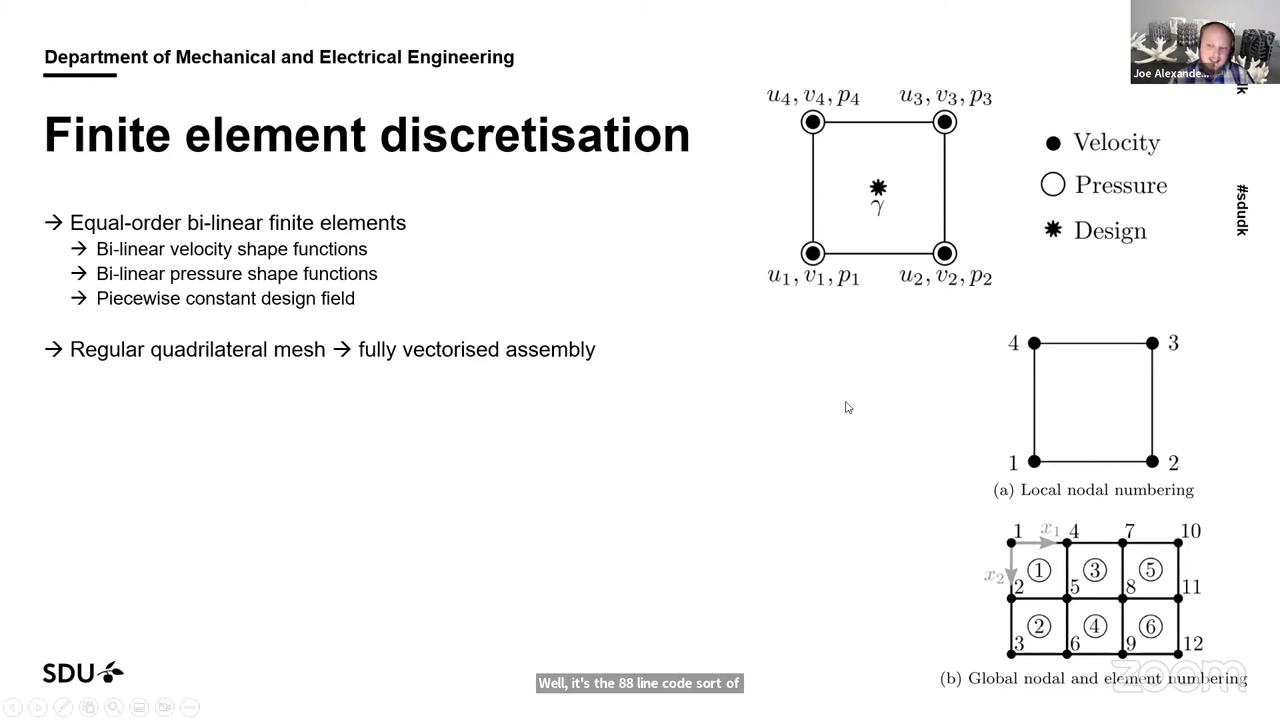 Department of Mechanical and Electrical Engineering
Joe Alexande...
Finite element discretisation
→ Equal-order bi-linear finite elements
→ Bi-linear velocity shape functions
→ Bi-linear pressure shape functions
→ Piecewise constant design field
→ Regular quadrilateral mesh → fully vectorised assembly
u4, v4, p4 u3, v3, p3
γ
u1, v1, p1 u2, v2, p2
Velocity
Pressure
Design
#sdudk
4 3
1 2
(a) Local nodal numbering
1 x1 4 7 10
① ③ ⑤
x2 2 5 8 11
② ④ ⑥
3 6 9 12
(b) Global nodal and element numbering
zoom
SDU
Well, it's the 88 line code sort of